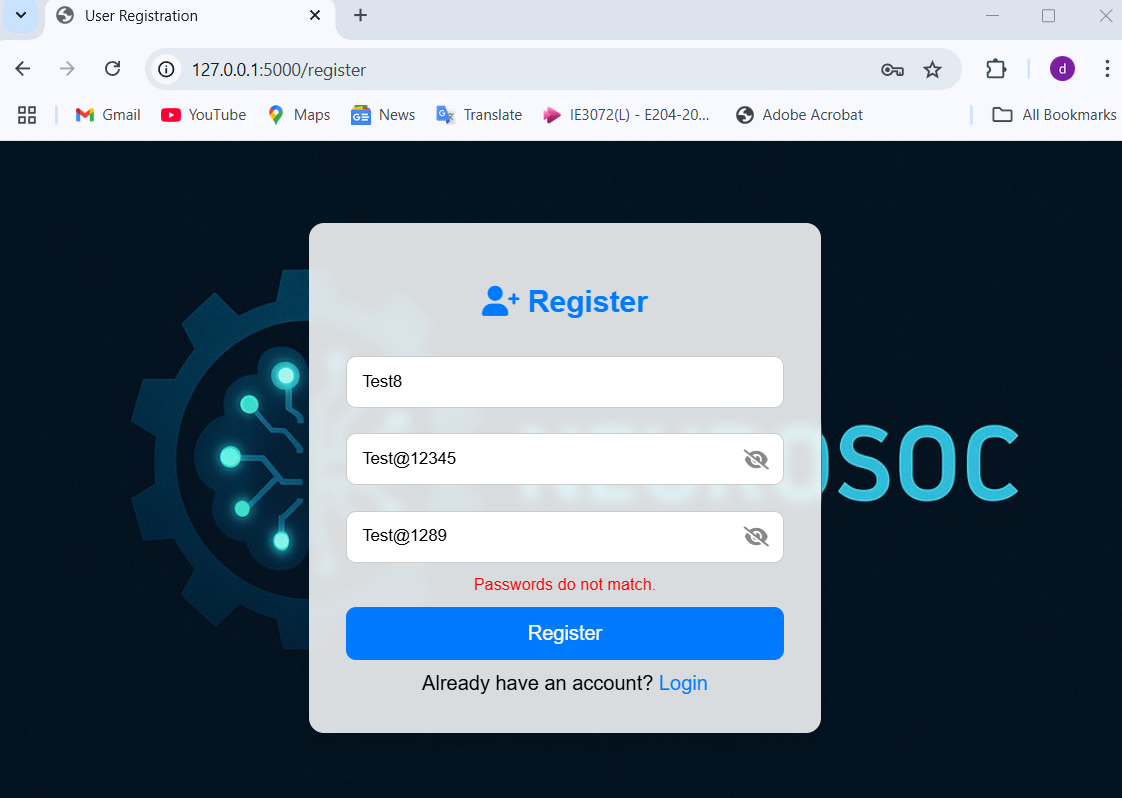 User Registration
127.0.0.1:5000/register
d
Gmail
YouTube
Maps
News
Translate
IE3072(L) - E204-20...
Adobe Acrobat
All Bookmarks
Register
Test8
Test@12345
NEUROSOC
Test@1289
Passwords do not match.
Register
Already have an account? Login